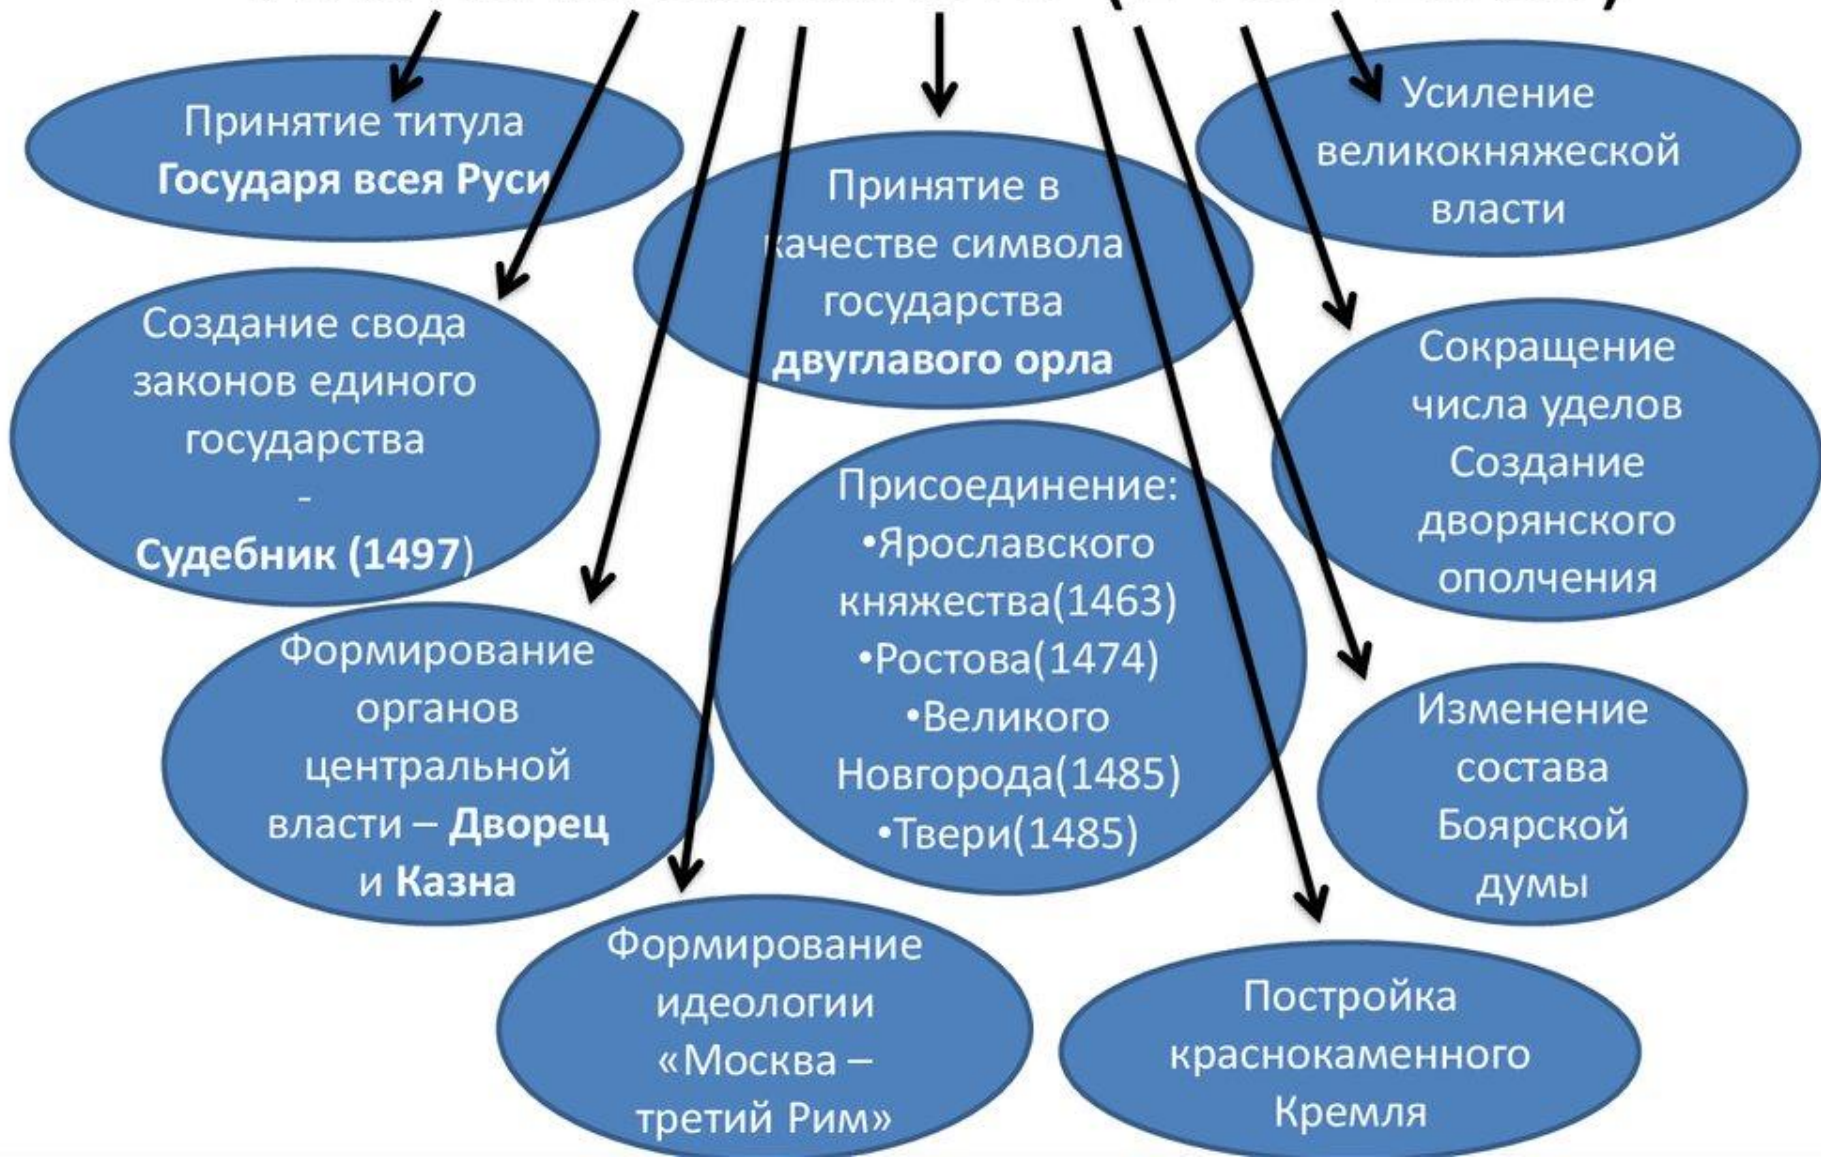 Принятие титула
Государя всея Руси
Усиление
великокняжеской
власти
Принятие в
качестве символа
государства
двуглавого орла
Создание свода
законов единого
государства
-
Судебник (1497)
Сокращение
числа уделов
Создание
дворянского
ополчения
Присоединение:
•Ярославского
княжества(1463)
•Ростова(1474)
•Великого
Новгорода(1485)
•Твери(1485)
Формирование
органов
центральной
власти – Дворец
и Казна
Изменение
состава
Боярской
думы
Формирование
идеологии
«Москва –
третий Рим»
Постройка
краснокаменного
Кремля